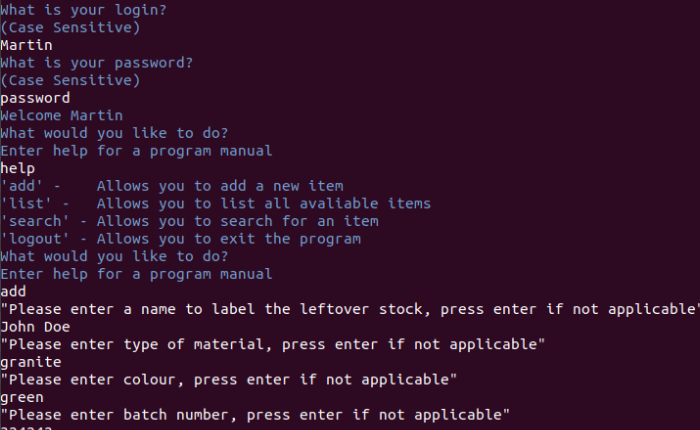 What is your login?
(Case Sensitive)
Martin
What is your password?
(Case Sensitive)
password
Welcome Martin
What would you like to do?
Enter help for a program manual
help
'add' -    Allows you to add a new item
'list' -   Allows you to list all avaliable items
'search' - Allows you to search for an item
'logout' - Allows you to exit the program
What would you like to do?
Enter help for a program manual
add
"Please enter a name to label the leftover stock, press enter if not applicable"
John Doe
"Please enter type of material, press enter if not applicable"
granite
"Please enter colour, press enter if not applicable"
green
"Please enter batch number, press enter if not applicable"